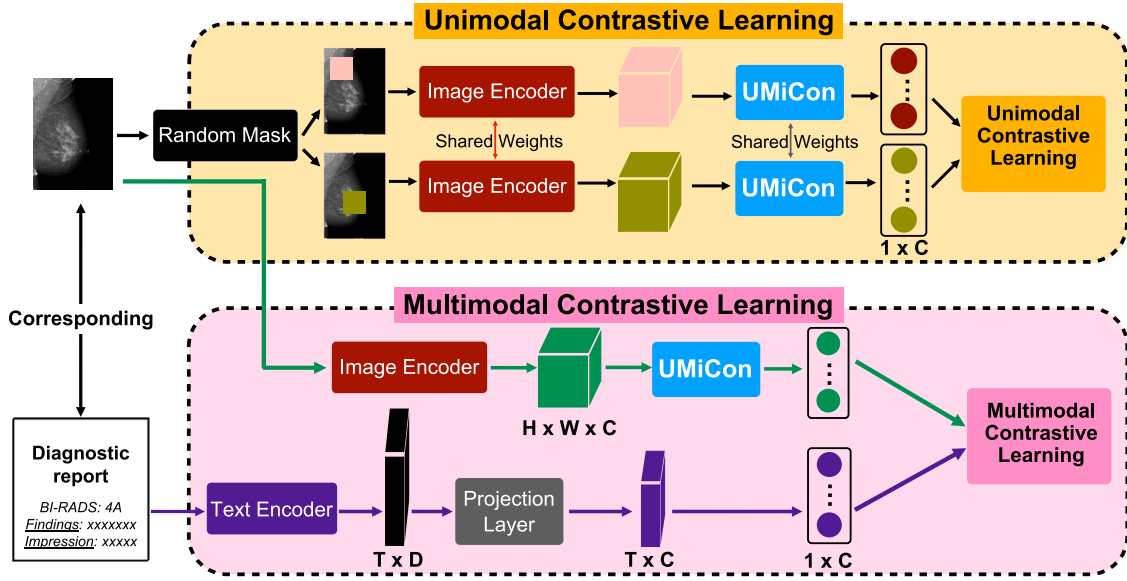 Unimodal Contrastive Learning
Random Mask
Image Encoder
UMiCon
Shared Weights
Shared Weights
Image Encoder
UMiCon
Unimodal
Contrastive
Learning
1 x C
Corresponding
Multimodal Contrastive Learning
Image Encoder
UMiCon
H x W x C
Multimodal
Contrastive
Learning
Diagnostic
report
BI-RADS: 4A
Findings: xxxxxxx
Impression: xxxxx
Text Encoder
T x D
Projection
Layer
T x C
1 x C